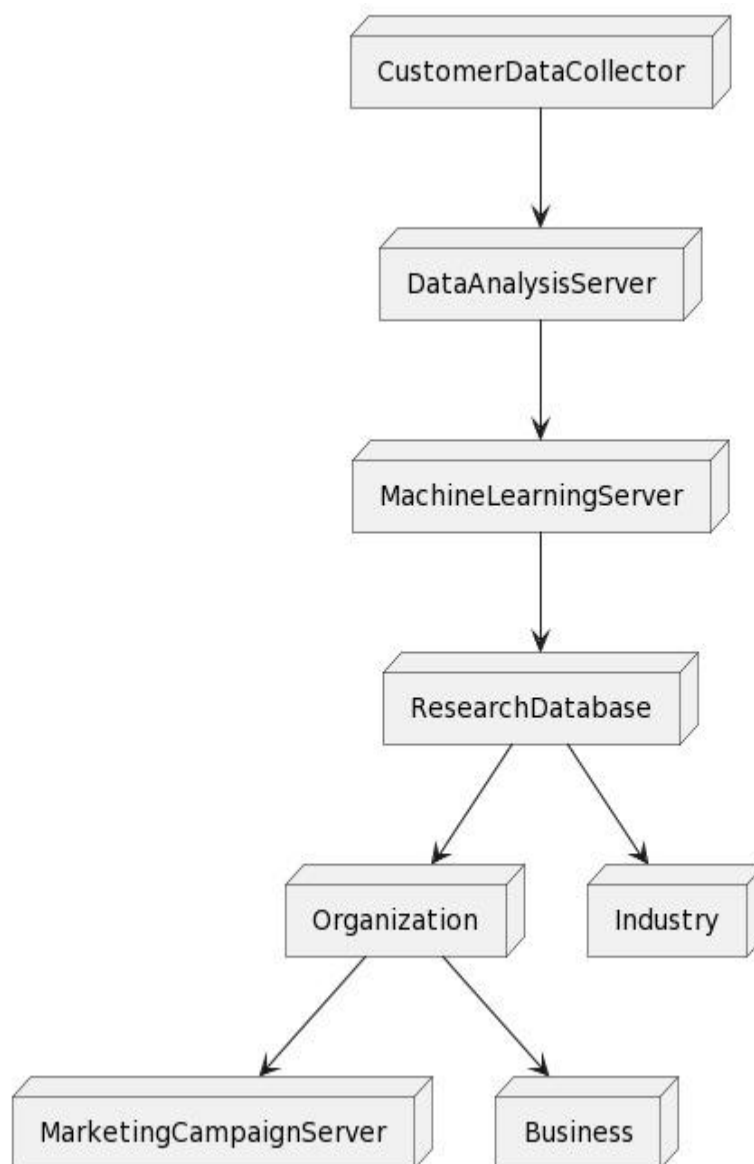 CustomerDataCollector
DataAnalysisServer
MachineLearningServer
ResearchDatabase
Organization
Industry
MarketingCampaignServer
Business